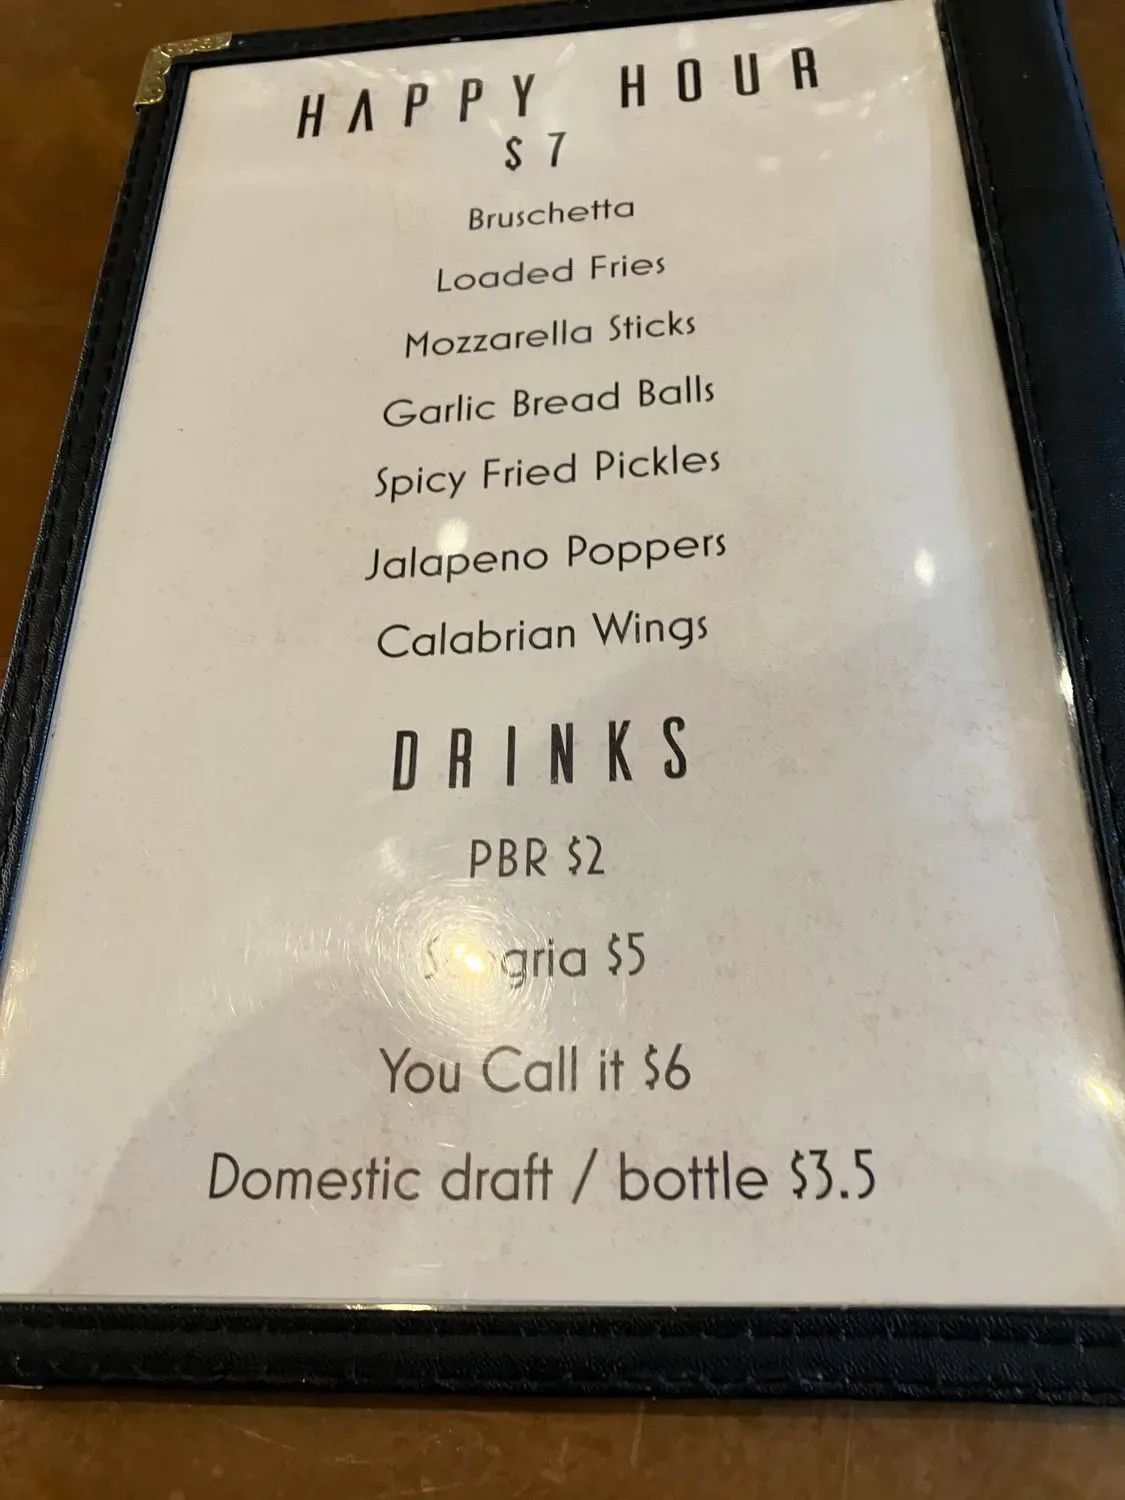 HAPPY HOUR
$7
Bruschetta
Loaded Fries
Mozzarella Sticks
Garlic Bread Balls
Spicy Fried Pickles
Jalapeno Poppers
Calabrian Wings
DRINKS
PBR $2
Sangria $5
You Call it $6
Domestic draft / bottle $3.5